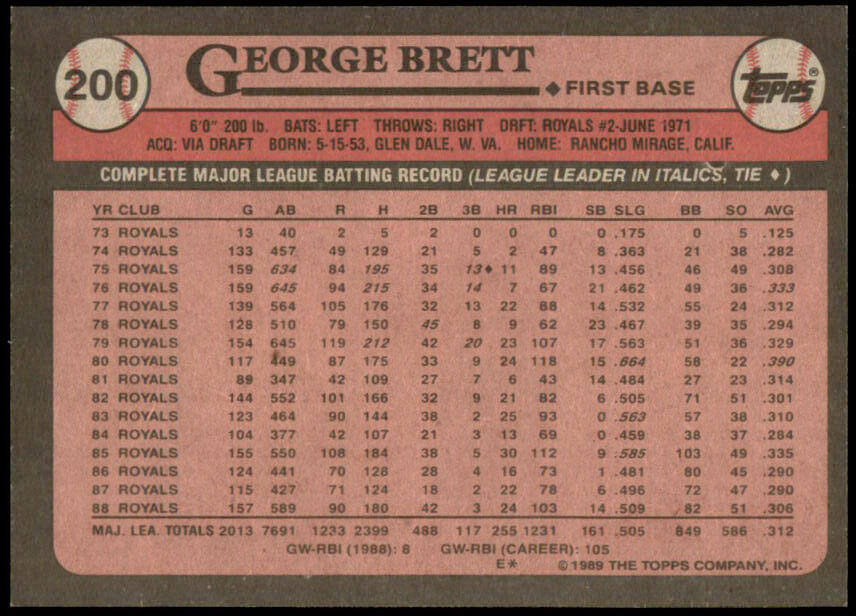 200 GEORGE BRETT Topps®
◆ FIRST BASE
6'0" 200 lb. BATS: LEFT THROWS: RIGHT DRFT: ROYALS #2-JUNE 1971
ACQ: VIA DRAFT BORN: 5-15-53, GLEN DALE, W. VA. HOME: RANCHO MIRAGE, CALIF.
COMPLETE MAJOR LEAGUE BATTING RECORD (LEAGUE LEADER IN ITALICS, TIE ♦)
YR CLUB G AB R H 2B 3B HR RBI SB SLG BB SO AVG
73 ROYALS 13 40 2 5 2 0 0 0 0 .175 0 5 .125
74 ROYALS 133 457 49 129 21 5 2 47 8 .363 21 38 .282
75 ROYALS 159 634 84 195 35 13♦ 11 89 13 .456 46 49 .308
76 ROYALS 159 645 94 215 34 14 7 67 21 .462 49 36 .333
77 ROYALS 139 564 105 176 32 13 22 88 14 .532 55 24 .312
78 ROYALS 128 510 79 150 45 8 9 62 23 .467 39 35 .294
79 ROYALS 154 645 119 212 42 20 23 107 17 .563 51 36 .329
80 ROYALS 117 449 87 175 33 9 24 118 15 .664 58 22 .390
81 ROYALS 89 347 42 109 27 7 6 43 14 .484 27 23 .314
82 ROYALS 144 552 101 166 32 9 21 82 6 .505 71 51 .301
83 ROYALS 123 464 90 144 38 2 25 93 0 .563 57 38 .310
84 ROYALS 104 377 42 107 21 3 13 69 0 .459 38 37 .284
85 ROYALS 155 550 108 184 38 5 30 112 9 .585 103 49 .335
86 ROYALS 124 441 70 128 28 4 16 73 1 .481 80 45 .290
87 ROYALS 115 427 71 124 18 2 22 78 6 .496 72 47 .290
88 ROYALS 157 589 90 180 42 3 24 103 14 .509 82 51 .306
MAJ. LEA. TOTALS 2013 7691 1233 2399 488 117 255 1231 161 .505 849 586 .312
GW-RBI (1988): 8 GW-RBI (CAREER): 105
E* ©1989 THE TOPPS COMPANY, INC.